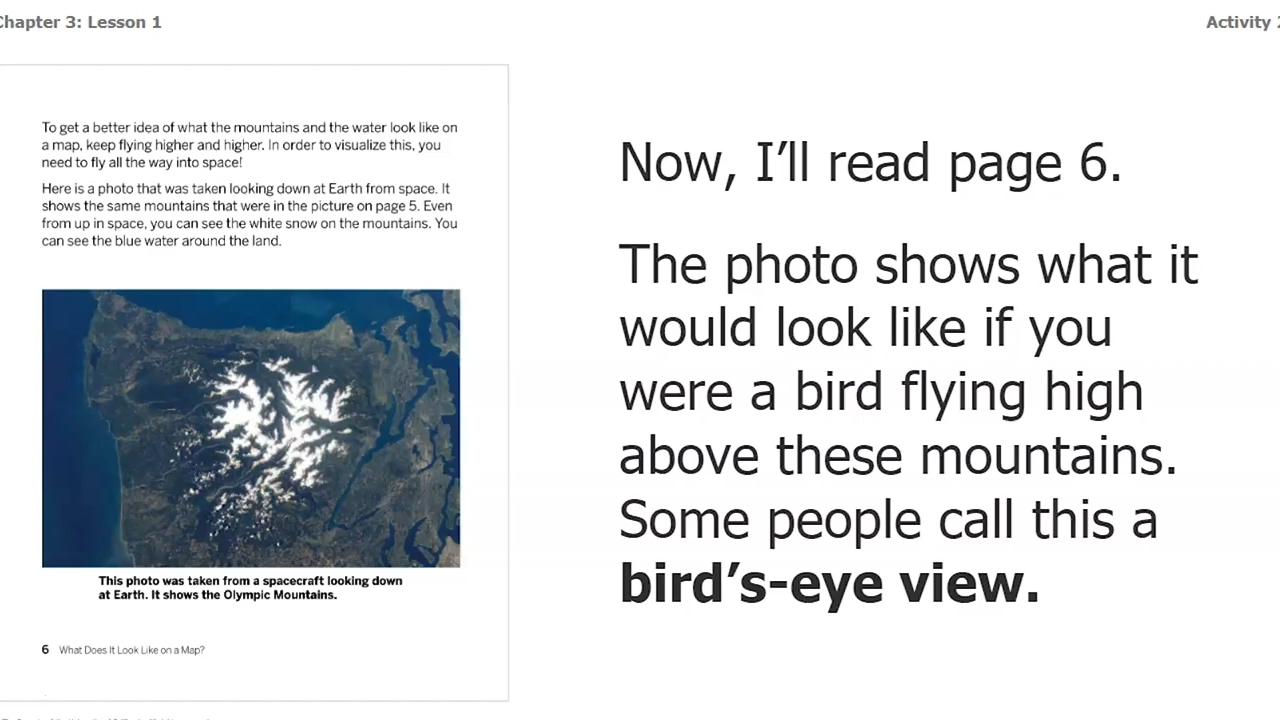 Chapter 3: Lesson 1
Activity
To get a better idea of what the mountains and the water look like on
a map, keep flying higher and higher. In order to visualize this, you
need to fly all the way into space!
Here is a photo that was taken looking down at Earth from space. It
shows the same mountains that were in the picture on page 5. Even
from up in space, you can see the white snow on the mountains. You
can see the blue water around the land.
This photo was taken from a spacecraft looking down
at Earth. It shows the Olympic Mountains.
6 What Does It Look Like on a Map?
Now, I’ll read page 6.
The photo shows what it
would look like if you
were a bird flying high
above these mountains.
Some people call this a
bird’s-eye view.